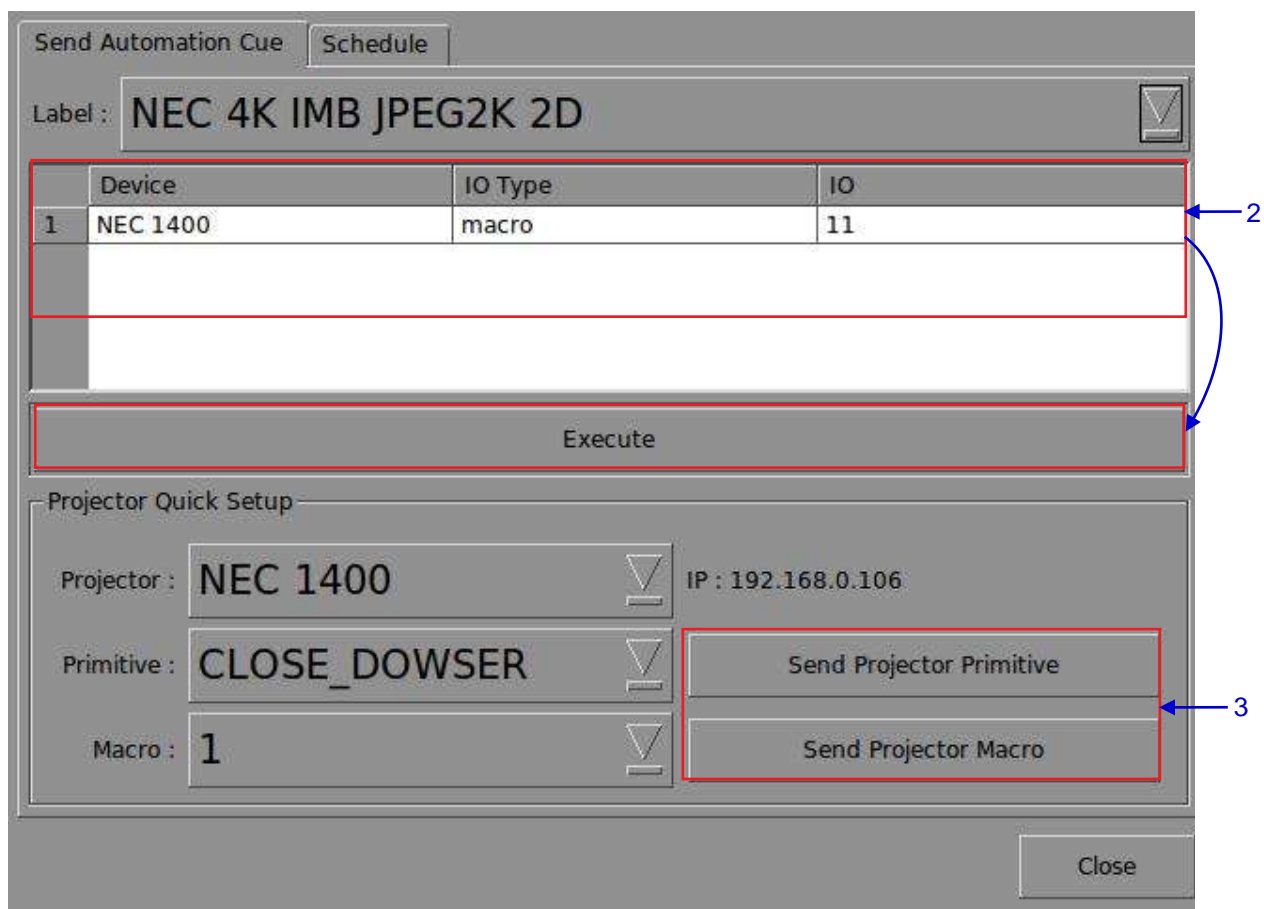 Send Automation Cue Schedule
Label : NEC 4K IMB JPEG2K 2D
Device IO Type IO
1 NEC 1400 macro 11
2
Execute
Projector Quick Setup
Projector : NEC 1400 IP : 192.168.0.106
Primitive : CLOSE_DOWSER Send Projector Primitive
3
Macro : 1 Send Projector Macro
Close